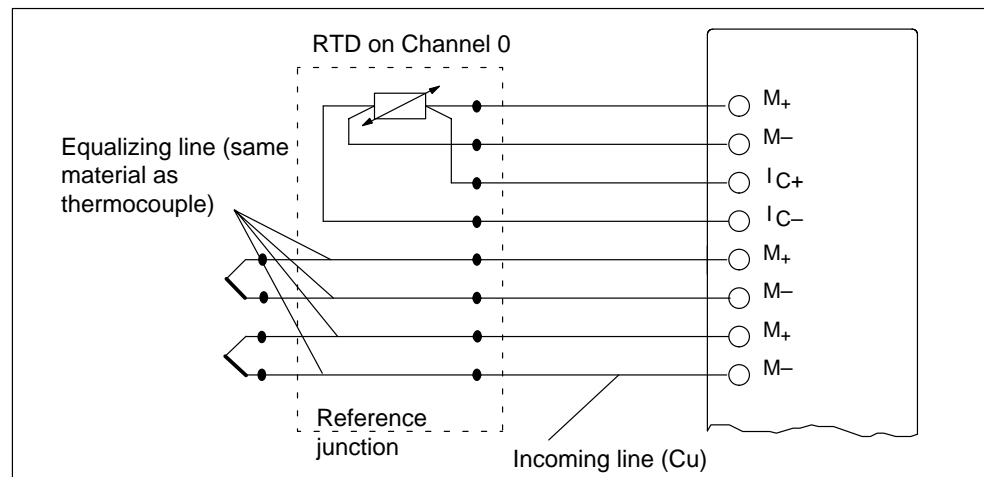 RTD on Channel 0
M+
M–
Equalizing line (same
material as
thermocouple)
IC+
IC–
M+
M–
M+
M–
Reference
junction
Incoming line (Cu)